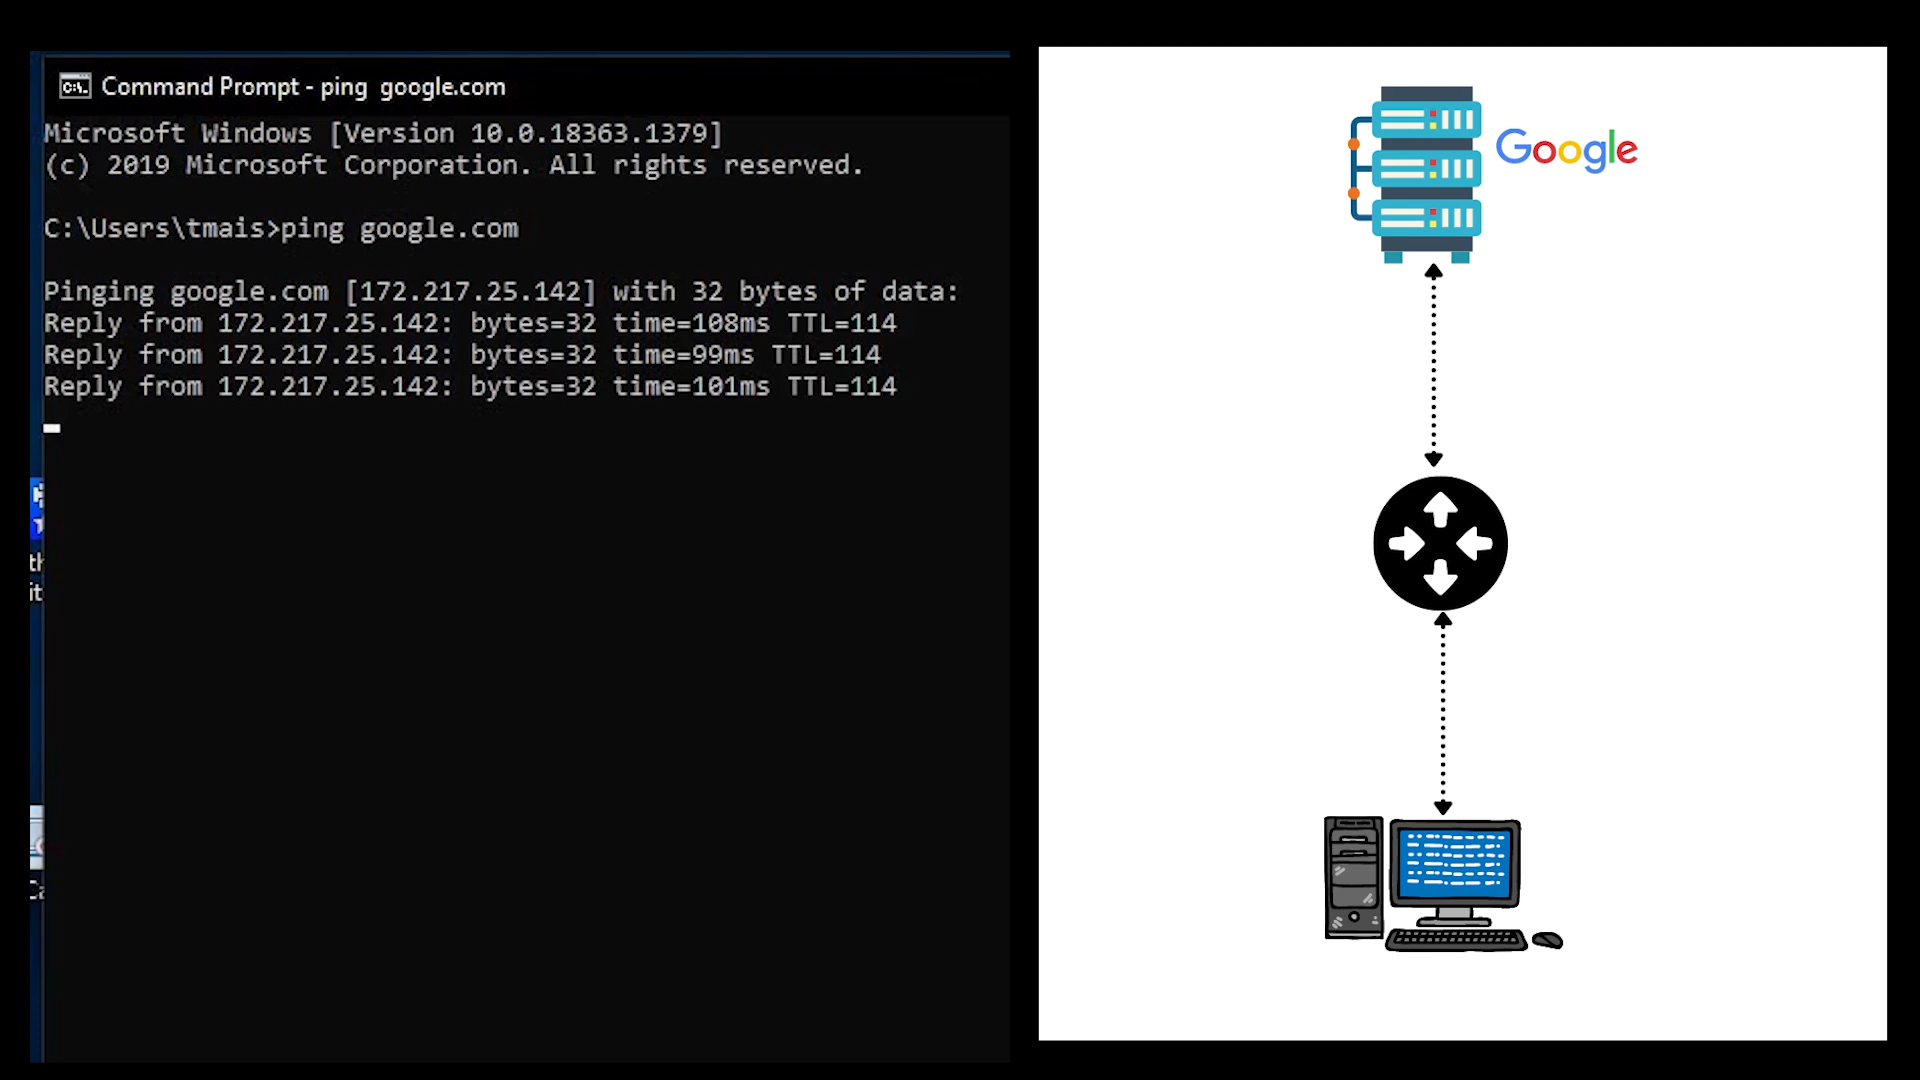 Command Prompt - ping  google.com
Microsoft Windows [Version 10.0.18363.1379]
(c) 2019 Microsoft Corporation. All rights reserved.
C:\Users\tmais>ping google.com
Pinging google.com [172.217.25.142] with 32 bytes of data:
Reply from 172.217.25.142: bytes=32 time=108ms TTL=114
Reply from 172.217.25.142: bytes=32 time=99ms TTL=114
Reply from 172.217.25.142: bytes=32 time=101ms TTL=114
Google